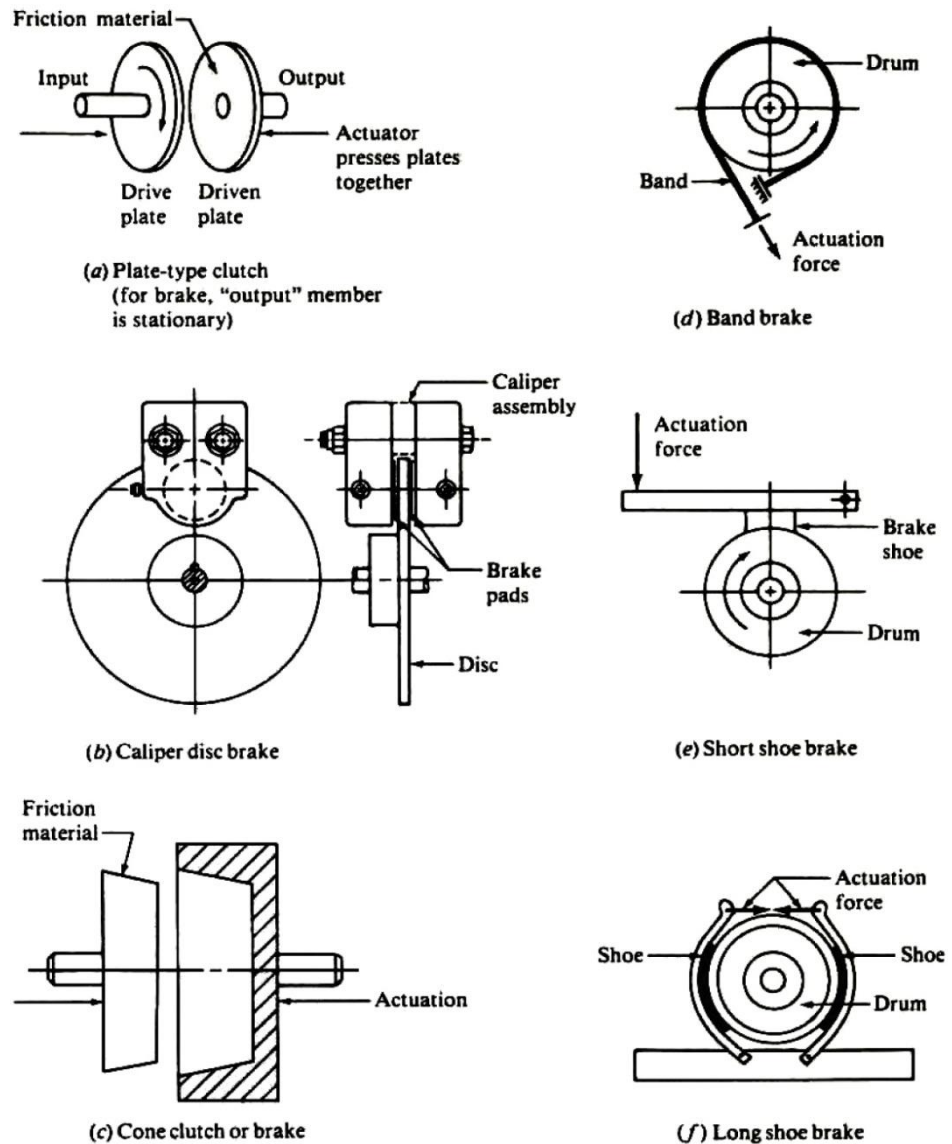 Friction material
Input
Output
Actuator
presses plates
together
Drive
plate
Driven
plate
(a) Plate-type clutch
(for brake, “output” member
is stationary)
Drum
Band
Actuation
force
(d) Band brake
Caliper
assembly
Brake
pads
Disc
(b) Caliper disc brake
Actuation
force
Brake
shoe
Drum
(e) Short shoe brake
Friction
material
Actuation
(c) Cone clutch or brake
Actuation
force
Shoe
Shoe
Drum
(f) Long shoe brake